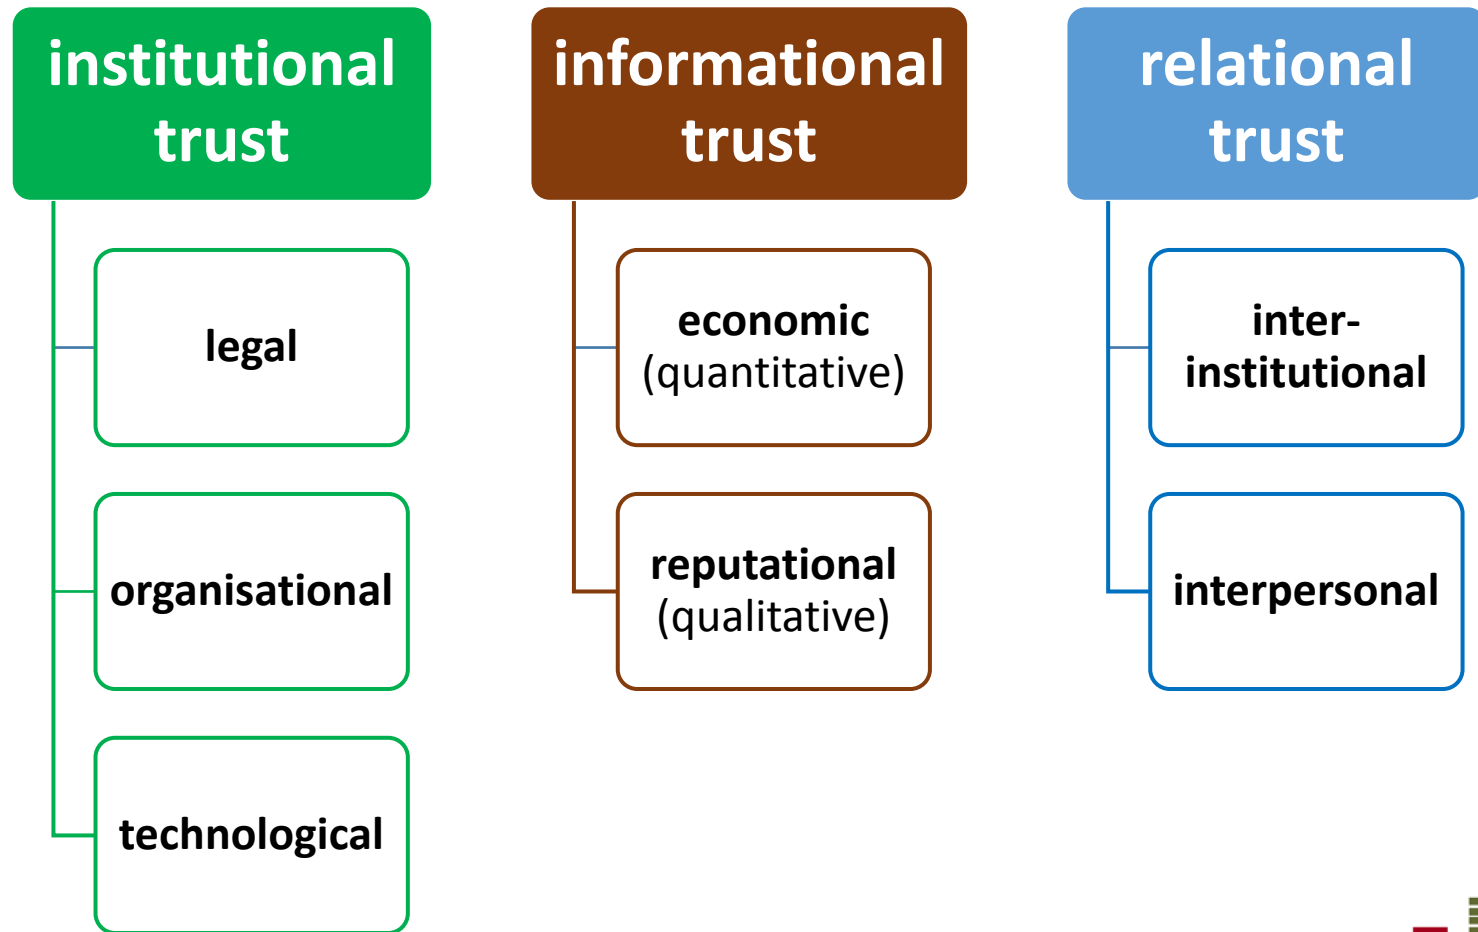 institutional
trust
legal
organisational
technological
informational
trust
economic
(quantitative)
reputational
(qualitative)
relational
trust
inter-
institutional
interpersonal